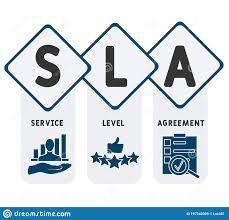 S L A
SERVICE LEVEL AGREEMENT
dreamstime.com